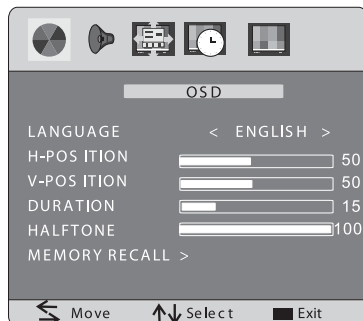 OSD
LANGUAGE < ENGLISH >
H-POS ITION 50
V-POS ITION 50
DURATION 15
HALFTONE 100
MEMORY RECALL >
Move Select Exit